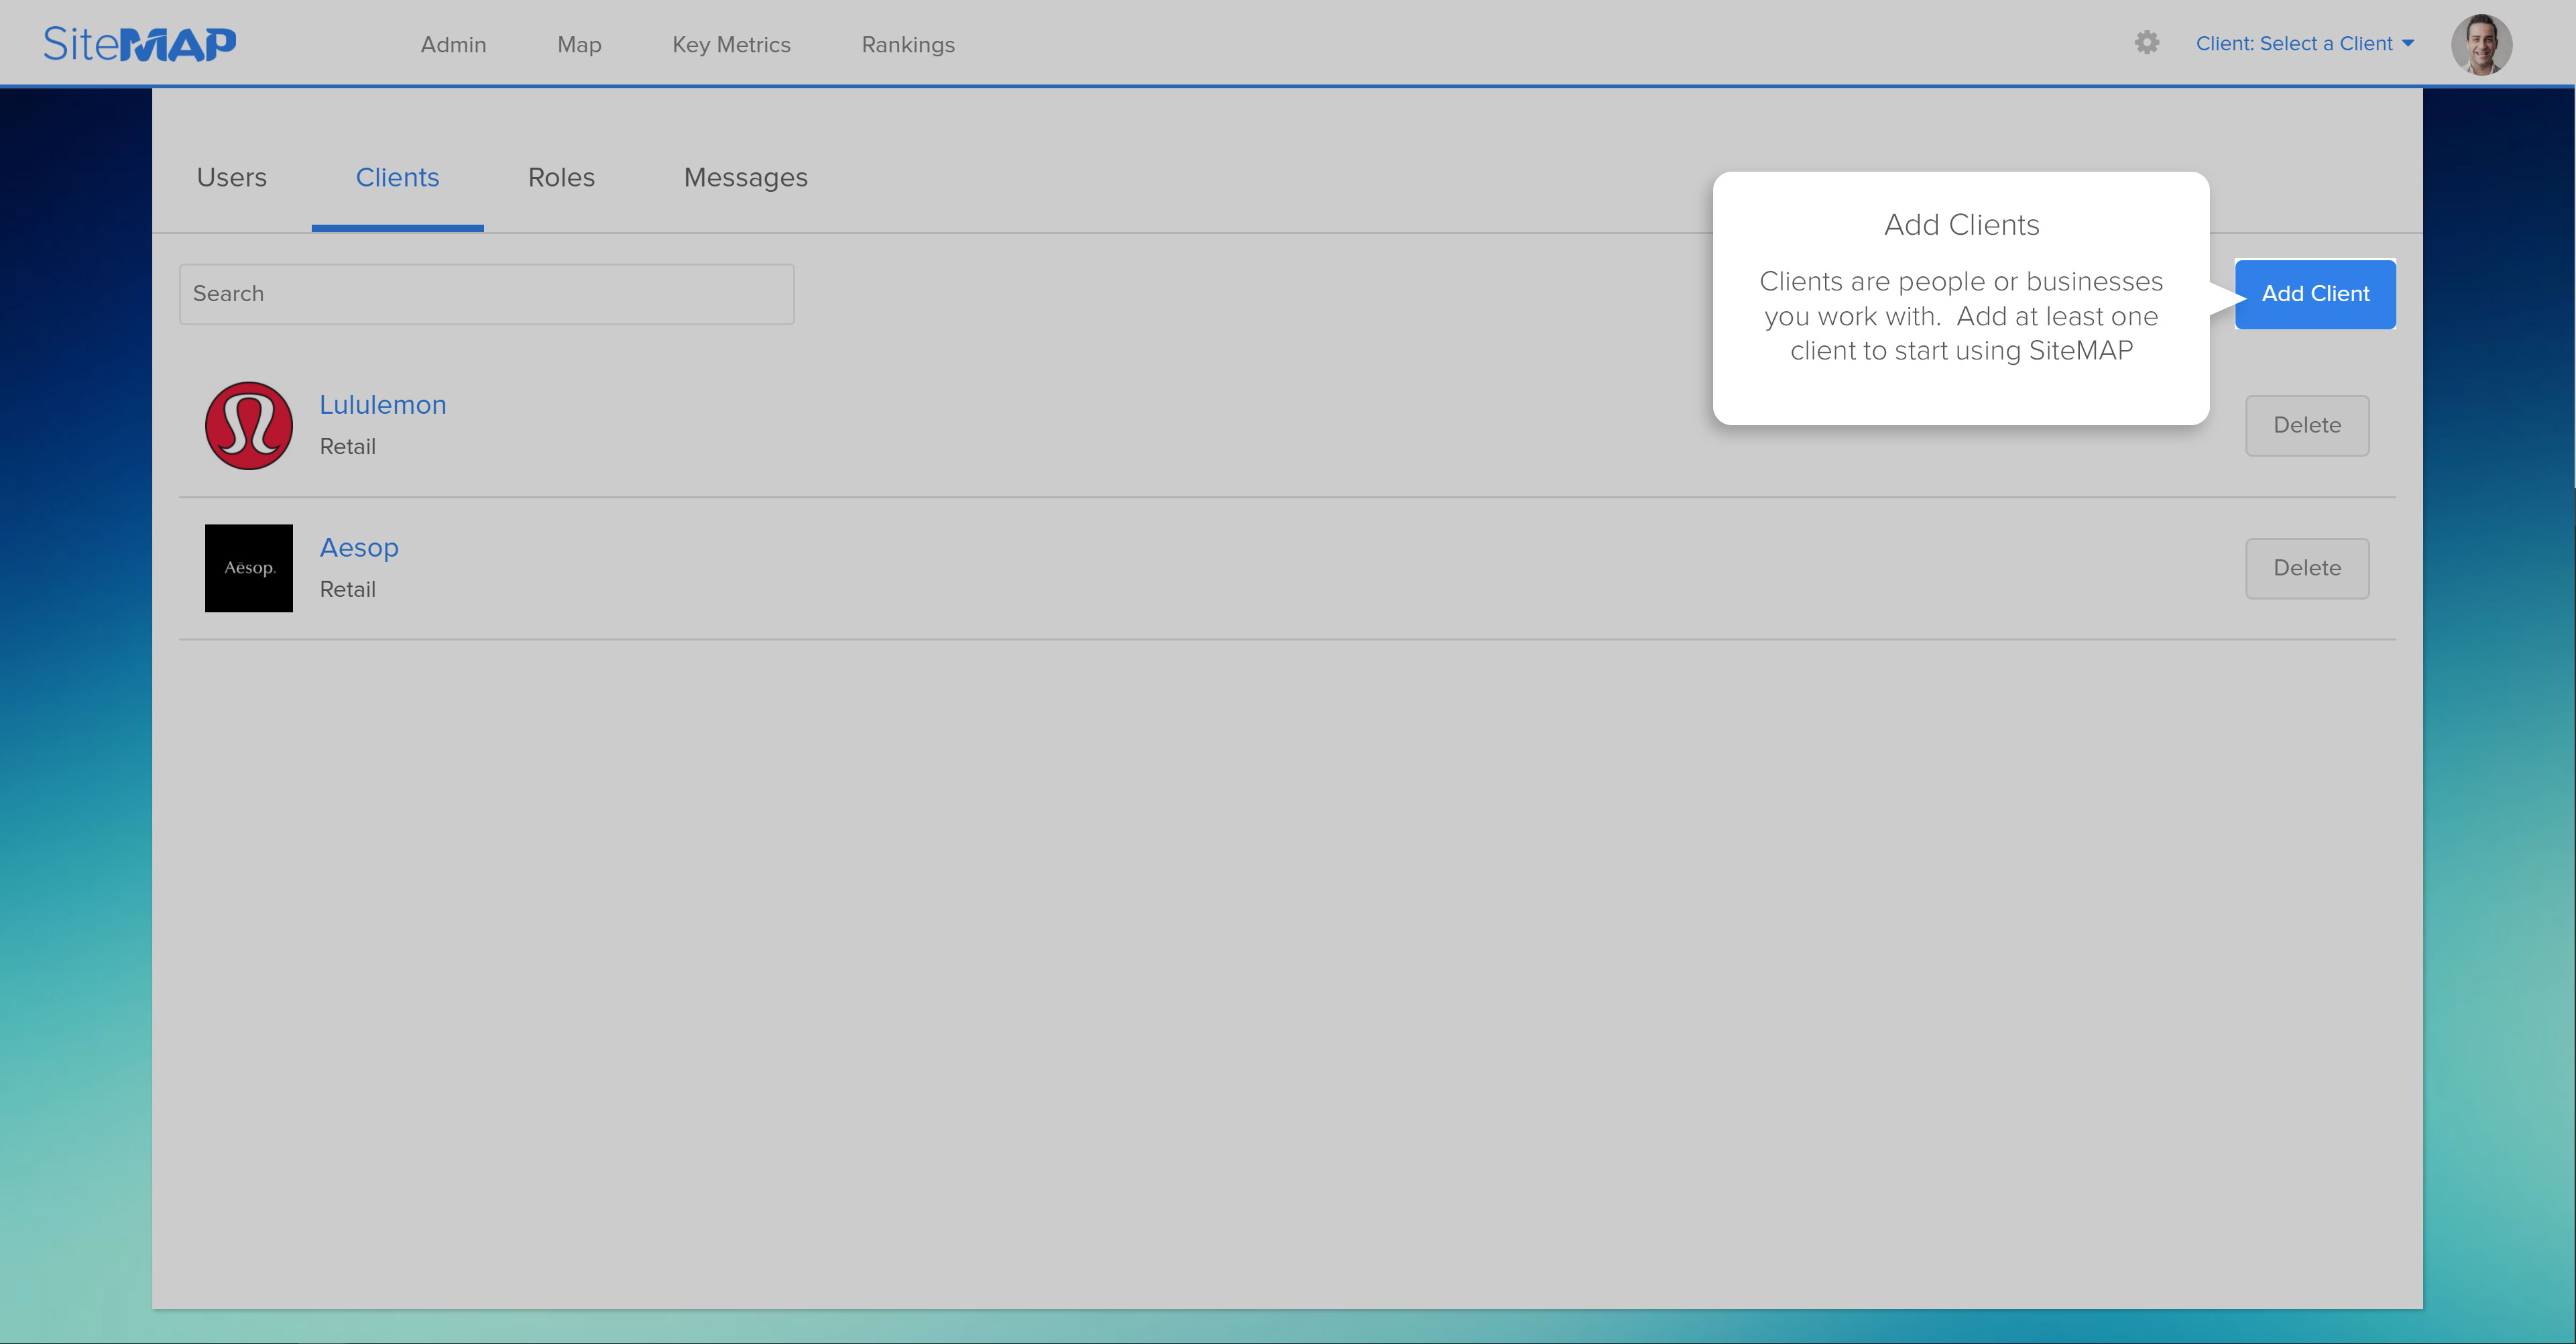 SiteMAP
Admin
Map
Key Metrics
Rankings
Client: Select a Client
Users
Clients
Roles
Messages
Add Clients
Clients are people or businesses
you work with.  Add at least one
client to start using SiteMAP
Search
Add Client
Lululemon
Retail
Delete
Aēsop.
Aesop
Retail
Delete